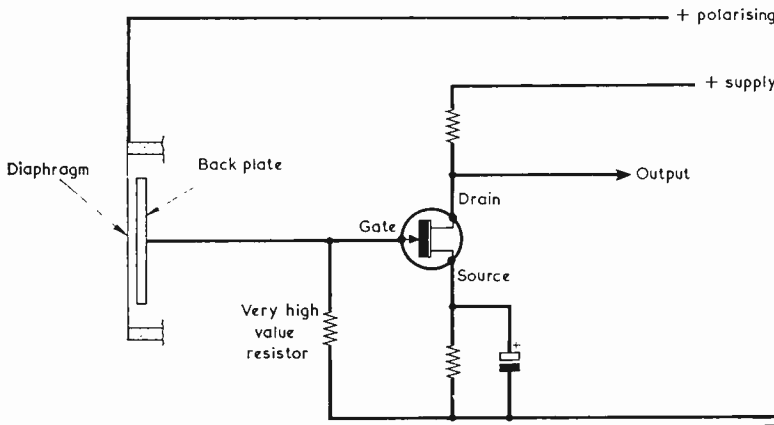 + polarising
+ supply
Diaphragm
Back plate
Output
Drain
Gate
Source
Very high
value
resistor
+
−